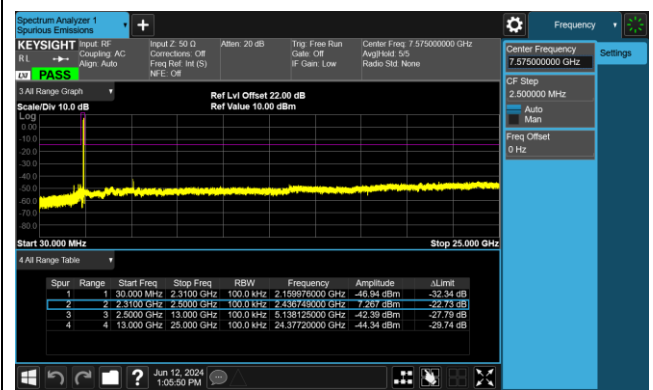 Spectrum Analyzer 1
Spurious Emissions
Frequency
KEYSIGHT
RL
LXI
PASS
Input: RF
Coupling: AC
Align: Auto
Input Z: 50 Ω
Corrections: Off
Freq Ref: Int (S)
NFE: Off
Atten: 20 dB
Trig: Free Run
Gate: Off
IF Gain: Low
Center Freq: 7.575000000 GHz
Avg|Hold: 5/5
Radio Std: None
Center Frequency
7.575000000 GHz
Settings
CF Step
2.500000 MHz
Auto
Man
Freq Offset
0 Hz
3 All Range Graph
Scale/Div 10.0 dB
Ref Lvl Offset 22.00 dB
Ref Value 10.00 dBm
Log
0.00
-10.0
-20.0
-30.0
-40.0
-50.0
-60.0
-70.0
-80.0
Start 30.000 MHz
Stop 25.000 GHz
4 All Range Table
Spur Range Start Freq Stop Freq RBW Frequency Amplitude ΔLimit
1 1 30.000 MHz 2.3100 GHz 100.0 kHz 2.159976000 GHz -46.94 dBm -32.34 dB
2 2 2.3100 GHz 2.5000 GHz 100.0 kHz 2.436749000 GHz 7.267 dBm -22.73 dB
3 3 2.5000 GHz 13.000 GHz 100.0 kHz 5.138125000 GHz -42.39 dBm -27.79 dB
4 4 13.000 GHz 25.000 GHz 100.0 kHz 24.37720000 GHz -44.34 dBm -29.74 dB
?
Jun 12, 2024
1:05:50 PM